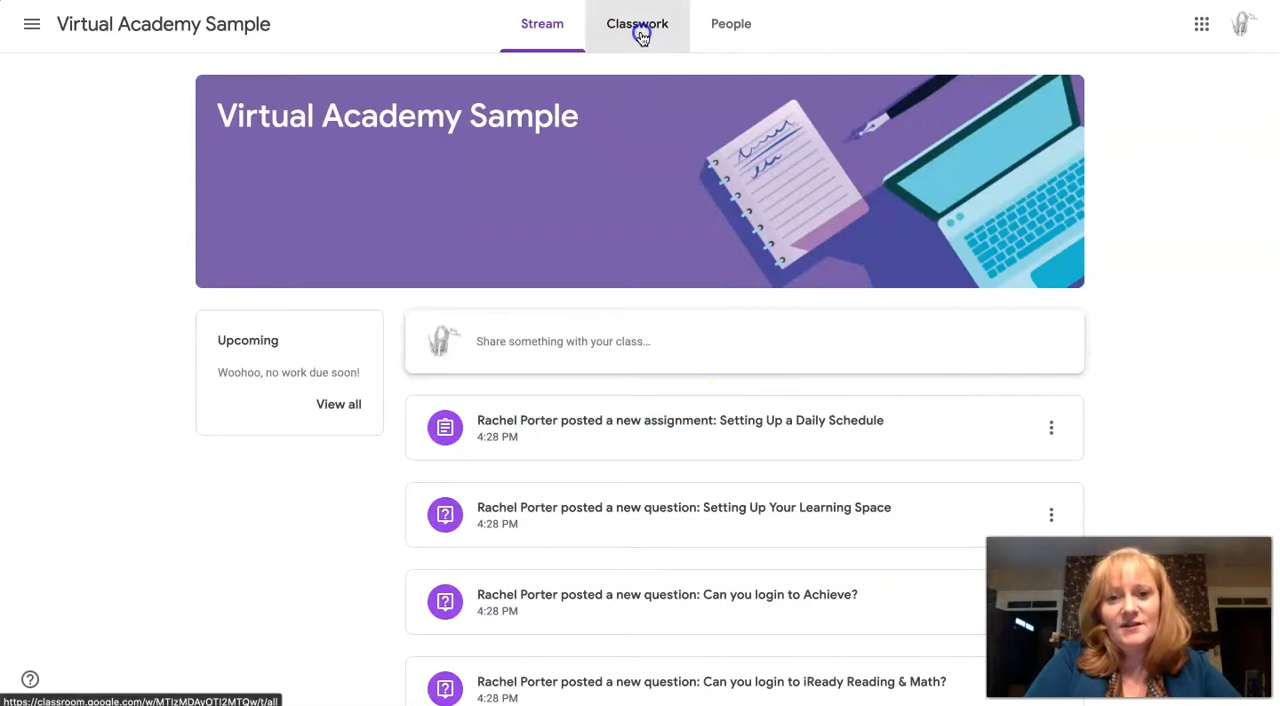 Virtual Academy Sample
Stream
Classwork
People
Virtual Academy Sample
Upcoming
Woohoo, no work due soon!
View all
Share something with your class...
Rachel Porter posted a new assignment: Setting Up a Daily Schedule
4:28 PM
Rachel Porter posted a new question: Setting Up Your Learning Space
4:28 PM
Rachel Porter posted a new question: Can you login to Achieve?
4:28 PM
Rachel Porter posted a new question: Can you login to iReady Reading & Math?
4:28 PM